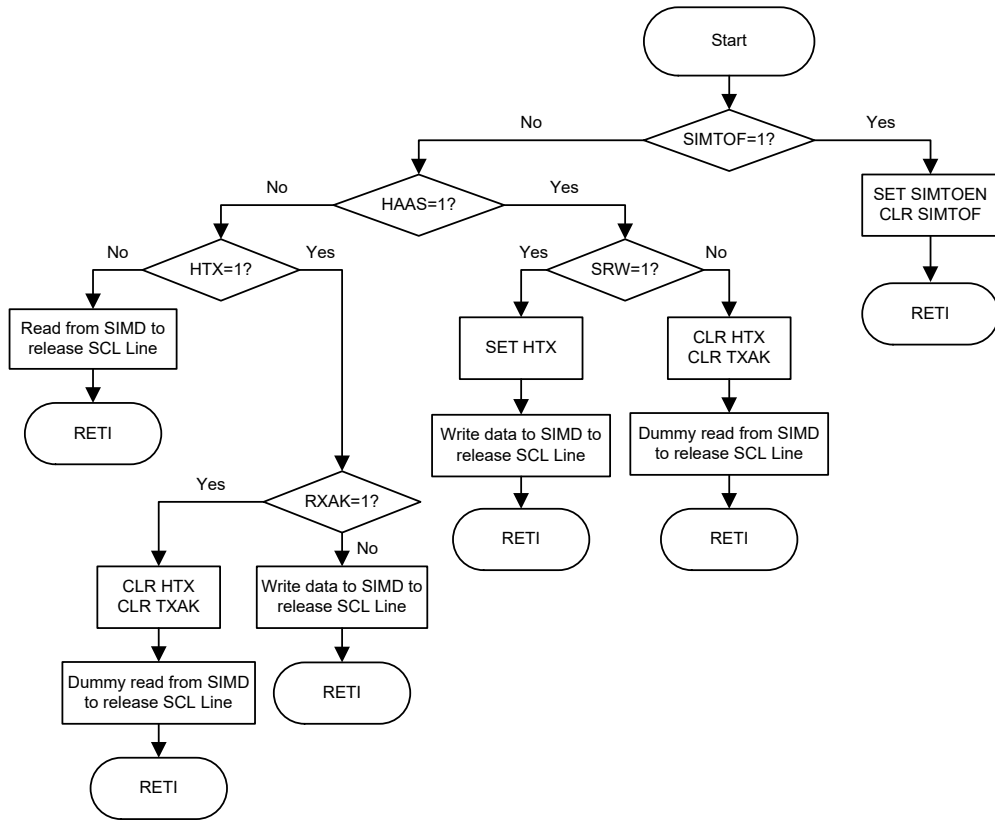 Start
SIMTOF=1?
No
Yes
SET SIMTOEN
CLR SIMTOF
RETI
HAAS=1?
No
Yes
HTX=1?
No
Yes
SRW=1?
Yes
No
Read from SIMD to
release SCL Line
RETI
SET HTX
Write data to SIMD to
release SCL Line
RETI
CLR HTX
CLR TXAK
Dummy read from SIMD
to release SCL Line
RETI
RXAK=1?
Yes
No
CLR HTX
CLR TXAK
Dummy read from SIMD
to release SCL Line
RETI
Write data to SIMD to
release SCL Line
RETI